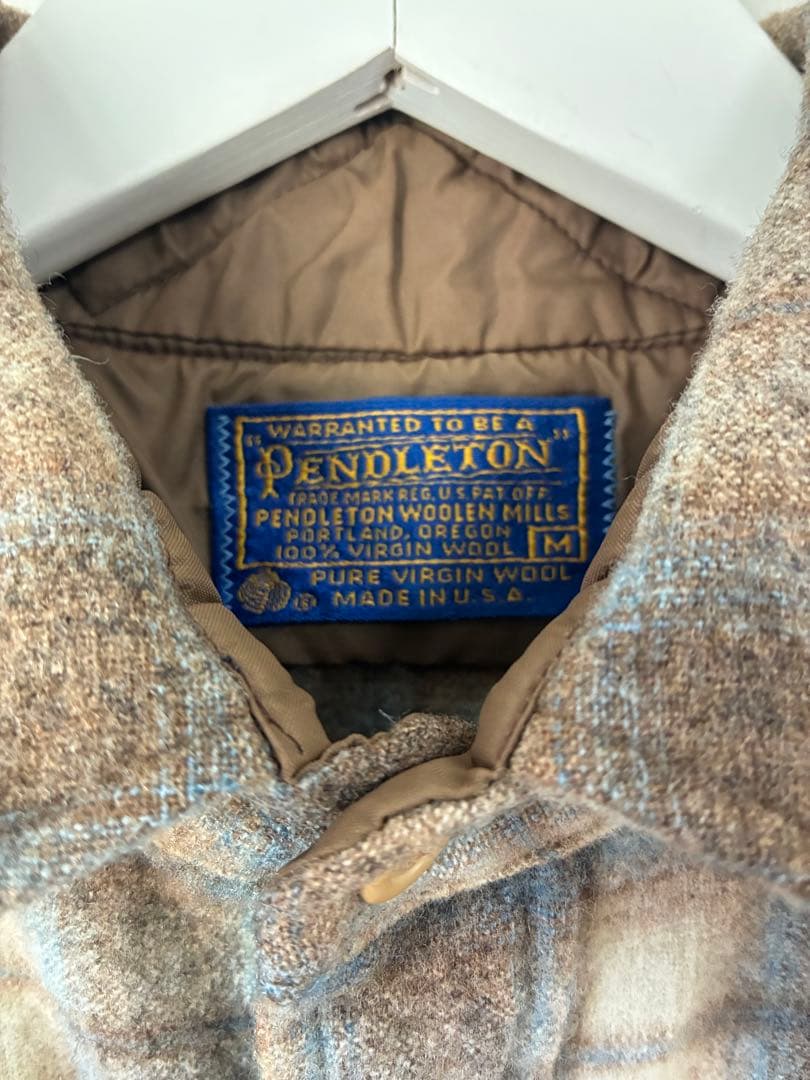 WARRANTED TO BE A
"PENDLETON"
TRADE MARK REG. U.S. PAT. OFF.
PENDLETON WOOLEN MILLS
PORTLAND, OREGON
100% VIRGIN WOOL M
PURE VIRGIN WOOL
MADE IN U.S.A.